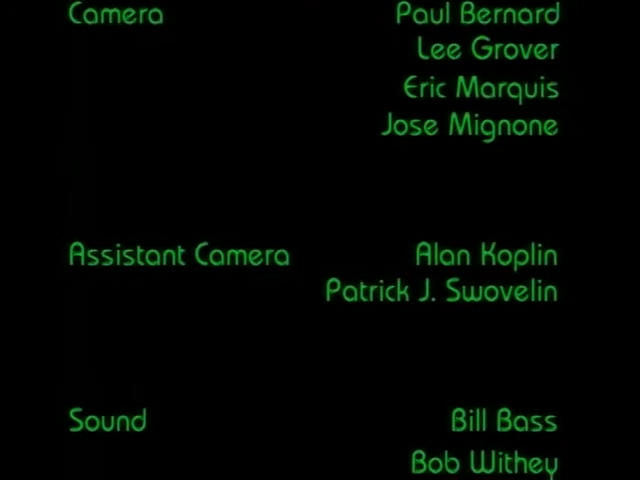 Camera Paul Bernard
Lee Grover
Eric Marquis
Jose Mignone
Assistant Camera Alan Koplin
Patrick J. Swovelin
Sound Bill Bass
Bob Withey